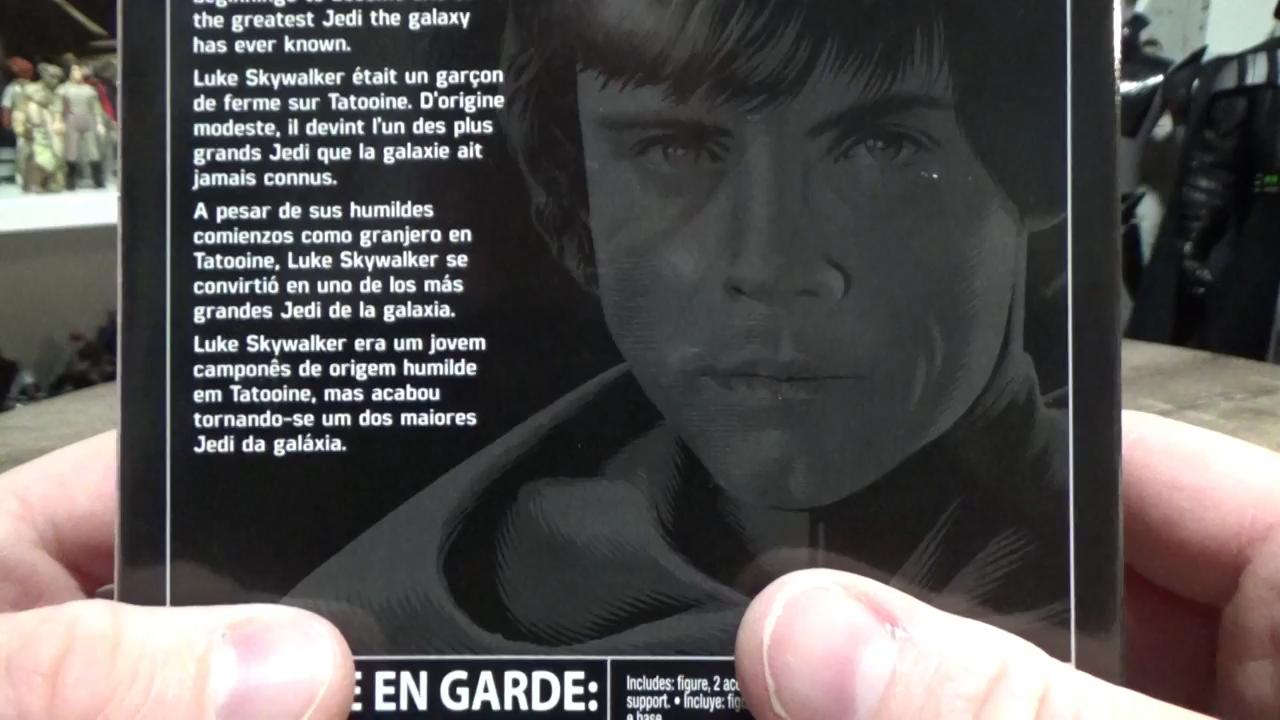 the greatest Jedi the galaxy
has ever known.
Luke Skywalker était un garçon
de ferme sur Tatooine. D'origine
modeste, il devint l'un des plus
grands Jedi que la galaxie ait
jamais connus.
A pesar de sus humildes
comienzos como granjero en
Tatooine, Luke Skywalker se
convirtió en uno de los más
grandes Jedi de la galaxia.
Luke Skywalker era um jovem
camponês de origem humilde
em Tatooine, mas acabou
tornando-se um dos maiores
Jedi da galáxia.
EN GARDE:
Includes: figure, 2
support. • Incluye:
e base